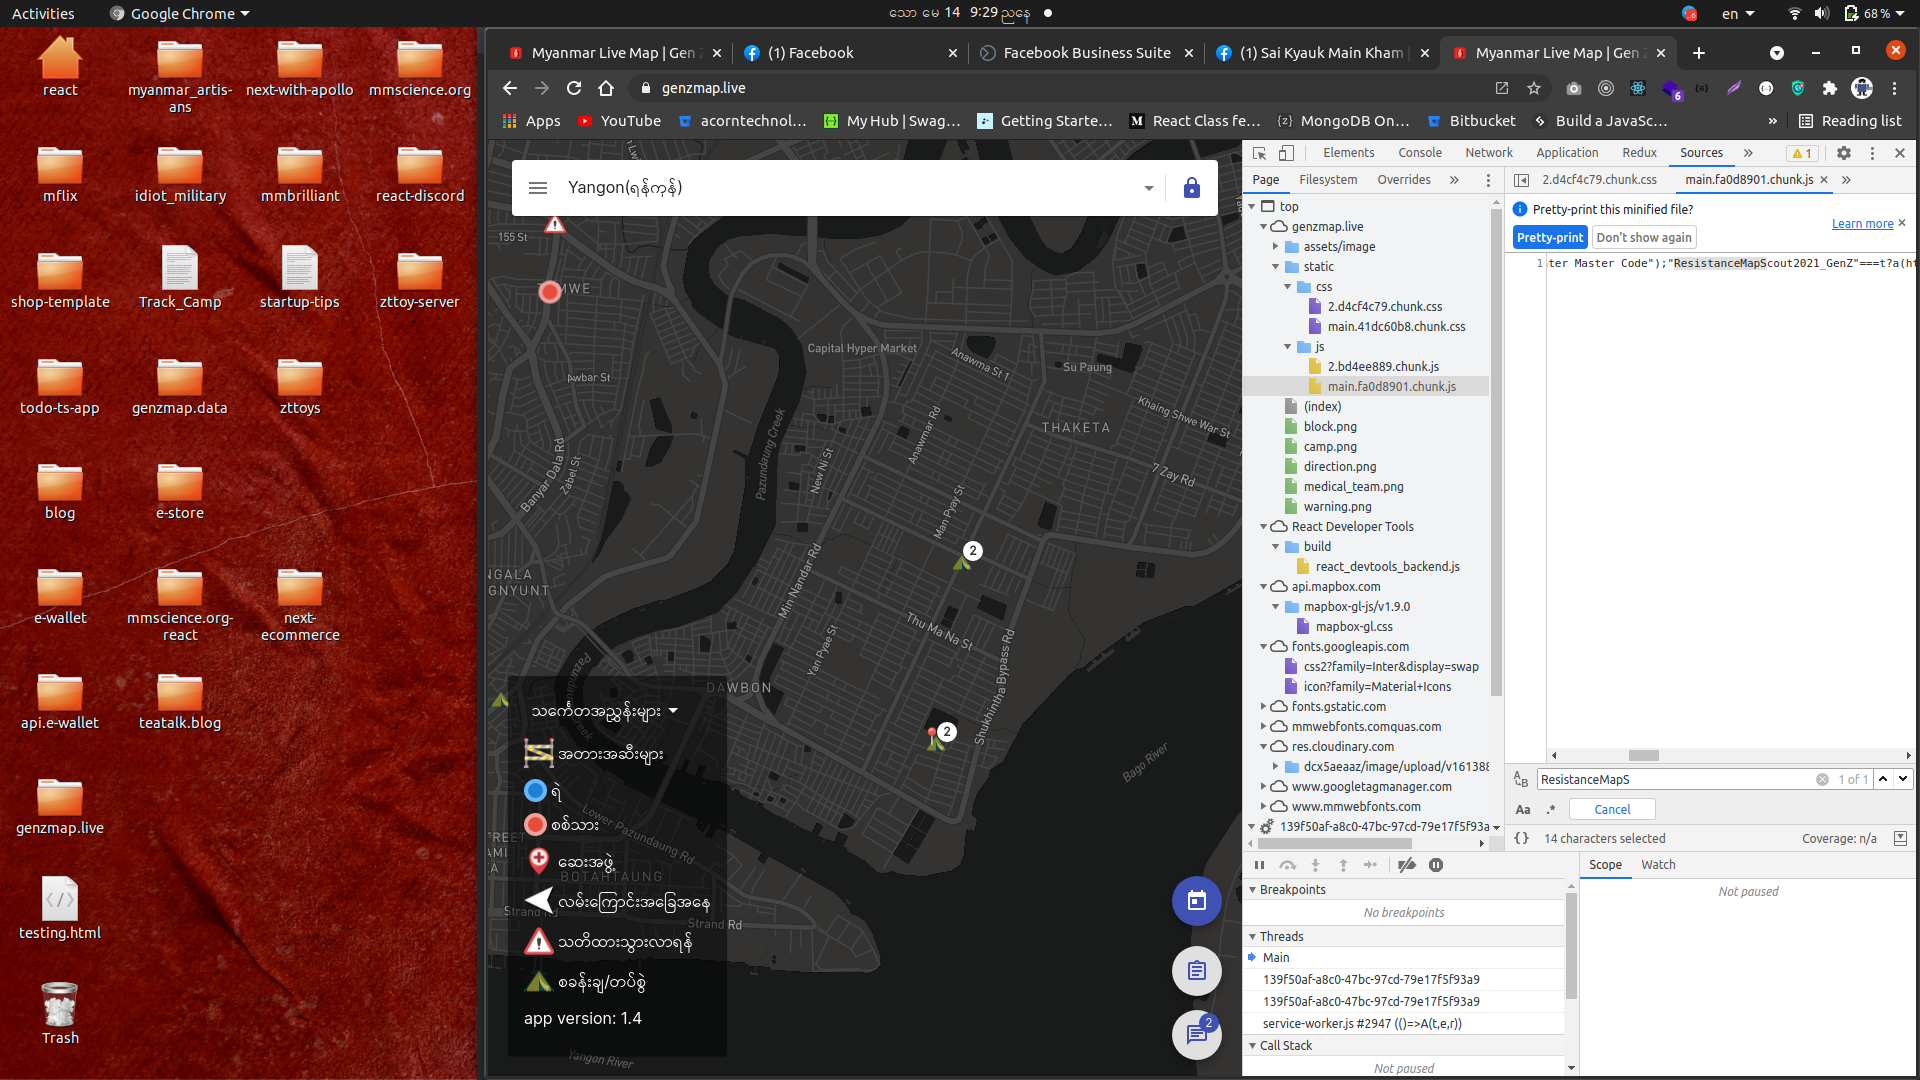 Activities
Google Chrome
သော မေ 14 9:29 ညနေ
en
68 %
react
myanmar_artis-
ans
next-with-apollo
mmscience.org
mflix
idiot_military
mmbrilliant
react-discord
shop-template
Track_Camp
startup-tips
zttoy-server
todo-ts-app
genzmap.data
zttoys
blog
e-store
e-wallet
mmscience.org-
react
next-
ecommerce
api.e-wallet
teatalk.blog
genzmap.live
testing.html
Trash
Myanmar Live Map | Gen Z
(1) Facebook
Facebook Business Suite
(1) Sai Kyauk Main Kham |
Myanmar Live Map | Gen Z
genzmap.live
6
Apps
YouTube
acorntechnol...
My Hub | Swag...
Getting Starte...
React Class fe...
MongoDB On...
Bitbucket
Build a JavaSc...
»
Reading list
Yangon(ရန်ကုန်)
155 St
Capital Hyper Market
Anawma St 1
Su Paung
Awbar St
Khaing Shwe War St
THAKETA
Anawmar Rd
Pazundaung Creek
Banyar Dala Rd
Zabel St
New Ni St
7 Zay Rd
Man Pyay St
2
NGALA
GNYUNT
Min Nandar Rd
Thu Ma Na St
Yan Pyae St
Shukhintha Bypass Rd
DAWBON
2
Bago River
သင်္ကေတအညွှန်းများ
အတားအဆီးများ
ရဲ
စစ်သား
Lower Pazundaung Rd
ဆေးအဖွဲ့
BOTAHTAUNG
လမ်းကြောင်းအခြေအနေ
Strand Rd
သတိထားသွားလာရန်
စခန်းချ/တပ်စွဲ
app version: 1.4
Yangon River
2
Elements
Console
Network
Application
Redux
Sources
»
1
Page
Filesystem
Overrides
»
2.d4cf4c79.chunk.css
main.fa0d8901.chunk.js
»
top
genzmap.live
assets/image
static
css
2.d4cf4c79.chunk.css
main.41dc60b8.chunk.css
js
2.bd4ee889.chunk.js
main.fa0d8901.chunk.js
(index)
block.png
camp.png
direction.png
medical_team.png
warning.png
React Developer Tools
build
react_devtools_backend.js
api.mapbox.com
mapbox-gl-js/v1.9.0
mapbox-gl.css
fonts.googleapis.com
css2?family=Inter&display=swap
icon?family=Material+Icons
fonts.gstatic.com
mmwebfonts.comquas.com
res.cloudinary.com
dcx5aeaaz/image/upload/v161388
www.googletagmanager.com
www.mmwebfonts.com
139f50af-a8c0-47bc-97cd-79e17f5f93a
Pretty-print this minified file?
Learn more
Pretty-print
Don't show again
1
ter Master Code");"ResistanceMapScout2021_GenZ"===t?a(ht
ResistanceMapS
1 of 1
Aa
.*
Cancel
{ }
14 characters selected
Coverage: n/a
Breakpoints
No breakpoints
Threads
Main
139f50af-a8c0-47bc-97cd-79e17f5f93a9
139f50af-a8c0-47bc-97cd-79e17f5f93a9
service-worker.js #2947 (()=>A(t,e,r))
Call Stack
Not paused
Scope
Watch
Not paused